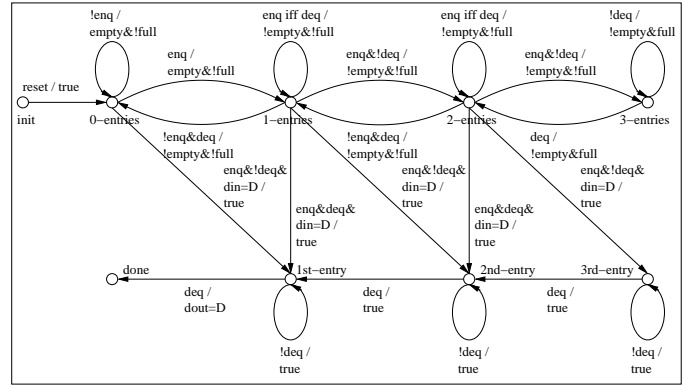 !enq /
empty&!full
enq /
empty&!full
enq iff deq /
!empty&!full
enq&!deq /
!empty&!full
enq iff deq /
!empty&!full
enq&!deq /
!empty&!full
!deq /
!empty&full
reset / true
init
0−entries
1−entries
2−entries
3−entries
!enq&deq /
!empty&!full
!enq&deq /
!empty&!full
deq /
!empty&full
enq&!deq&
din=D /
true
enq&!deq&
din=D /
true
enq&!deq&
din=D /
true
enq&deq&
din=D /
true
enq&deq&
din=D /
true
done
1st−entry
2nd−entry
3rd−entry
deq /
dout=D
deq /
true
deq /
true
!deq /
true
!deq /
true
!deq /
true